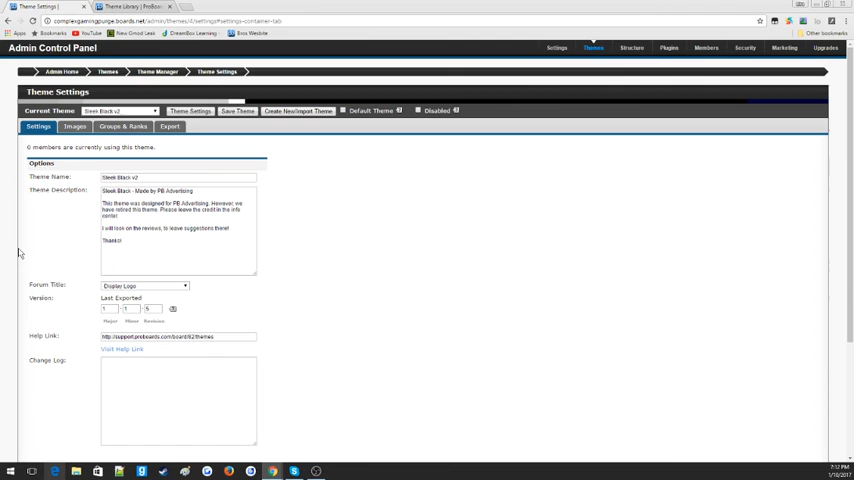 Theme Settings |
Theme Library | ProBoar
complexgamingpurge.boards.net/admin/themes/4/settings#settings-container-tab
Apps Bookmarks YouTube New Gmod Leak DreamBox Learning - Bros Website Other bookmarks
Admin Control Panel
Settings Themes Structure Plugins Members Security Marketing Upgrades
Admin Home Themes Theme Manager Theme Settings
Theme Settings
Current Theme Sleek Black v2 Theme Settings Save Theme Create New/Import Theme Default Theme Disabled
Settings Images Groups & Ranks Export
0 members are currently using this theme.
Options
Theme Name: Sleek Black v2
Theme Description: Sleek Black - Made by PB Advertising
This theme was designed for PB Advertising. However, we
have retired this theme. Please leave the credit in the info
center.
I will look on the reviews, to leave suggestions there!
Thanks!
Forum Title: Display Logo
Version: Last Exported
1 . 1 . 5
Major Minor Revision
Help Link: http://support.proboards.com/board/82/themes
Visit Help Link
Change Log:
7:12 PM
1/10/2017